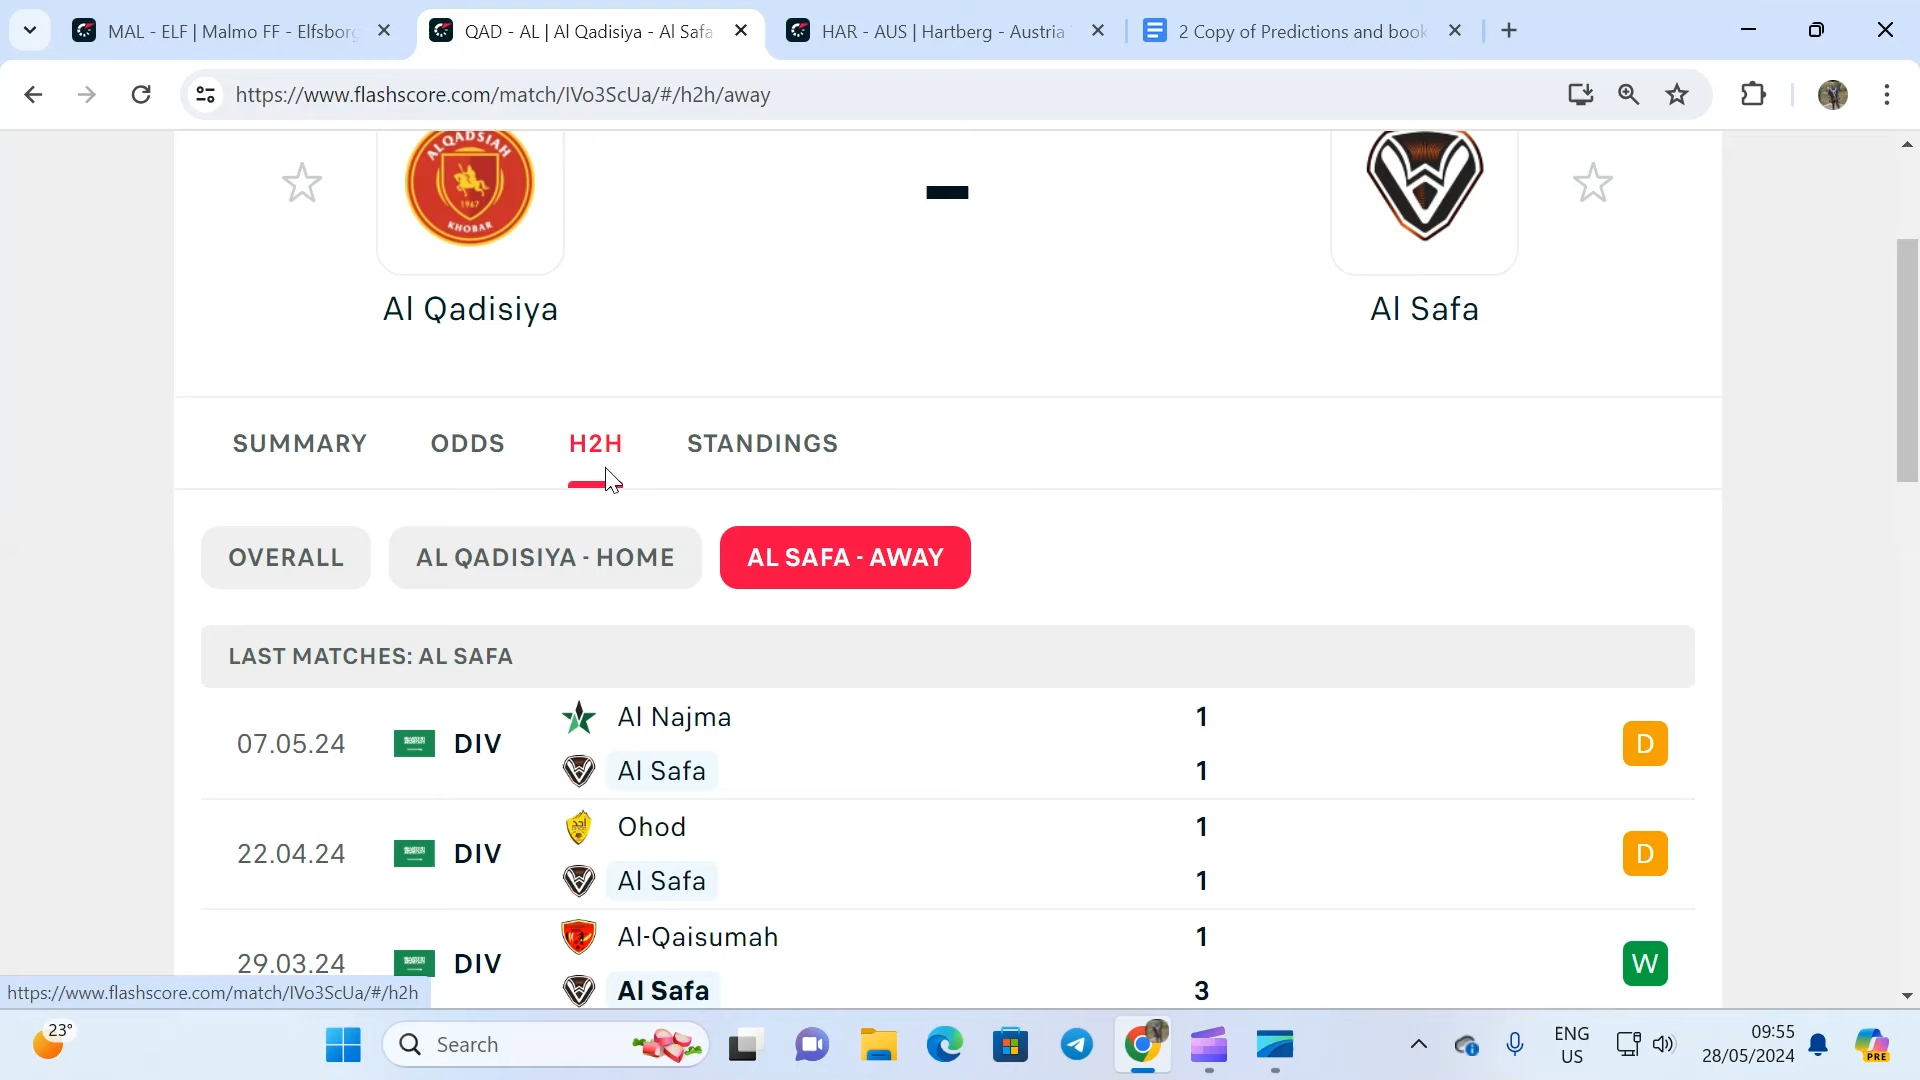 MAL - ELF | Malmo FF - Elfsborg
QAD - AL | Al Qadisiya - Al Safa
HAR - AUS | Hartberg - Austria
2 Copy of Predictions and book
https://www.flashscore.com/match/IVo3ScUa/#/h2h/away
ALQADSIAH
1967
KHOBAR
Al Qadisiya
-
Al Safa
SUMMARY ODDS H2H STANDINGS
OVERALL AL QADISIYA - HOME AL SAFA - AWAY
LAST MATCHES: AL SAFA
07.05.24 DIV Al Najma 1
Al Safa 1
D
22.04.24 DIV Ohod 1
Al Safa 1
D
29.03.24 DIV Al-Qaisumah 1
Al Safa 3
W
https://www.flashscore.com/match/IVo3ScUa/#/h2h
23°
Search
ENG
US
09:55
28/05/2024
PRE